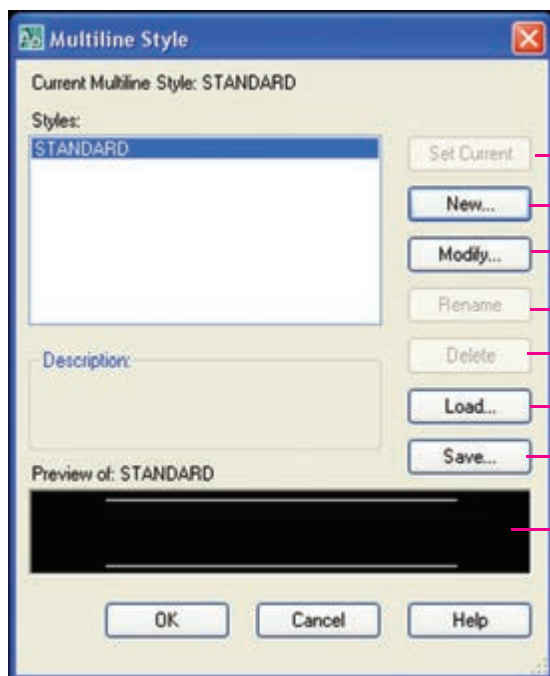 Multiline Style
Current Multiline Style: STANDARD
Styles:
STANDARD
Set Current
New...
Modify...
Rename
Delete
Description:
Load...
Save...
Preview of: STANDARD
OK
Cancel
Help